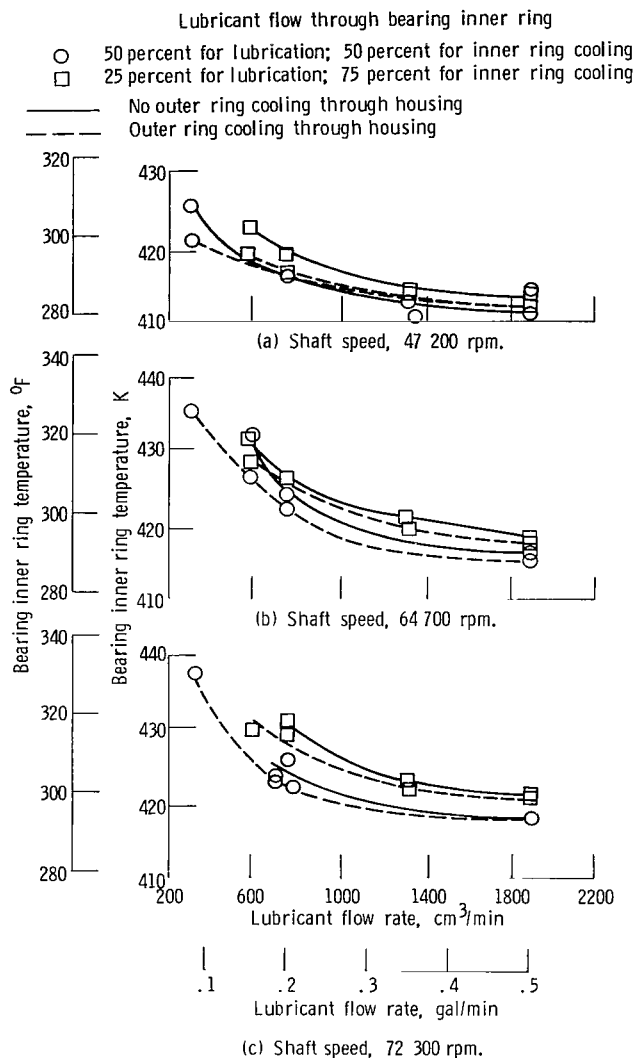 Lubricant flow through bearing inner ring
50 percent for lubrication; 50 percent for inner ring cooling
25 percent for lubrication; 75 percent for inner ring cooling
No outer ring cooling through housing
Outer ring cooling through housing
320
300
280
430
420
410
(a) Shaft speed, 47 200 rpm.
340
320
300
280
440
430
420
410
(b) Shaft speed, 64 700 rpm.
Bearing inner ring temperature, °F
Bearing inner ring temperature, K
340
320
300
280
440
430
420
410
200 600 1000 1400 1800 2200
Lubricant flow rate, cm³/min
.1 .2 .3 .4 .5
Lubricant flow rate, gal/min
(c) Shaft speed, 72 300 rpm.